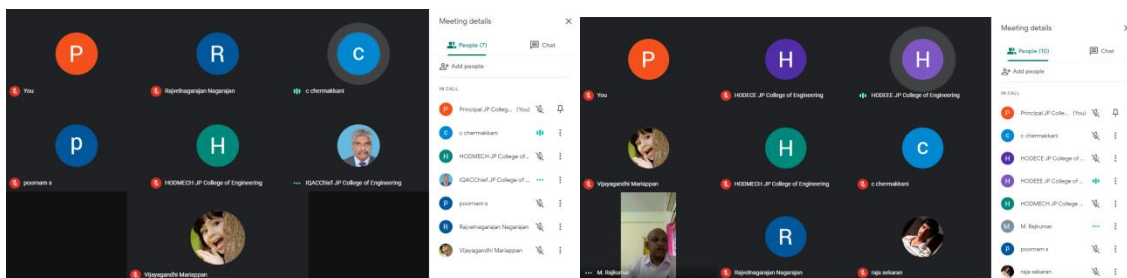 P
You
R
Rajvelnagarajan Nagarajan
c
c chermakkani
p
poornam s
H
HODMECH JP College of Engineering
IQACChief JP College of Engineering
Vijayagandhi Mariappan
Meeting details
People (7)
Chat
Add people
IN CALL
P Principal JP Colleg... (You)
c c chermakkani
H HODMECH JP College of ...
IQACChief JP College of ...
p poornam s
R Rajvelnagarajan Nagarajan
Vijayagandhi Mariappan
P
You
H
HODECE JP College of Engineering
H
HODEEE JP College of Engineering
Vijayagandhi Mariappan
H
HODMECH JP College of Engineering
c
c chermakkani
M. Rajkumar
R
Rajvelnagarajan Nagarajan
raja sekaran
Meeting details
People (10)
Chat
Add people
IN CALL
P Principal JP Colle... (You)
c c chermakkani
H HODECE JP College of ...
H HODEEE JP College of ...
H HODMECH JP College ...
M. M. Rajkumar
p poornam s
raja sekaran